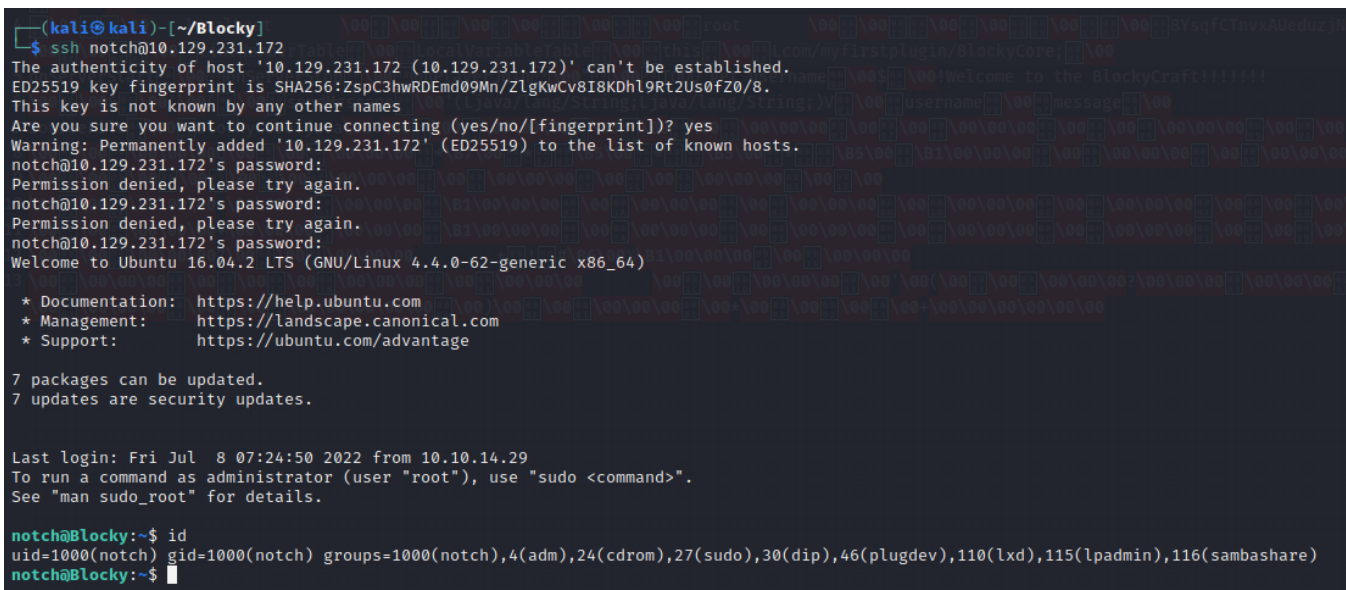 (kali㉿kali)-[~/Blocky]
$ ssh notch@10.129.231.172
The authenticity of host '10.129.231.172 (10.129.231.172)' can't be established.
ED25519 key fingerprint is SHA256:ZspC3hwRDEmd09Mn/ZlgKwCv8I8KDhl9Rt2Us0fZ0/8.
This key is not known by any other names
Are you sure you want to continue connecting (yes/no/[fingerprint])? yes
Warning: Permanently added '10.129.231.172' (ED25519) to the list of known hosts.
notch@10.129.231.172's password:
Permission denied, please try again.
notch@10.129.231.172's password:
Permission denied, please try again.
notch@10.129.231.172's password:
Welcome to Ubuntu 16.04.2 LTS (GNU/Linux 4.4.0-62-generic x86_64)
* Documentation: https://help.ubuntu.com
* Management: https://landscape.canonical.com
* Support: https://ubuntu.com/advantage
7 packages can be updated.
7 updates are security updates.
Last login: Fri Jul 8 07:24:50 2022 from 10.10.14.29
To run a command as administrator (user "root"), use "sudo <command>".
See "man sudo_root" for details.
notch@Blocky:~$ id
uid=1000(notch) gid=1000(notch) groups=1000(notch),4(adm),24(cdrom),27(sudo),30(dip),46(plugdev),110(lxd),115(lpadmin),116(sambashare)
notch@Blocky:~$